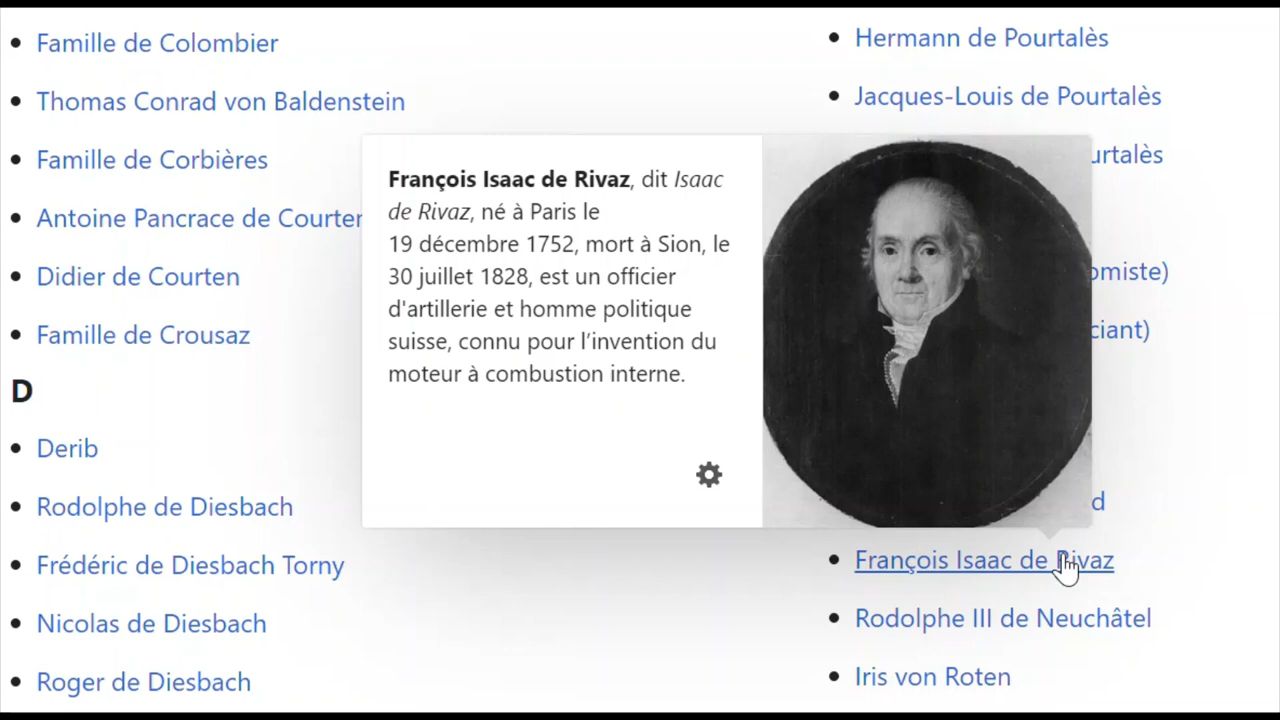 Famille de Colombier
Thomas Conrad von Baldenstein
Famille de Corbières
Antoine Pancrace de Courten
Didier de Courten
Famille de Crousaz
D
Derib
Rodolphe de Diesbach
Frédéric de Diesbach Torny
Nicolas de Diesbach
Roger de Diesbach
François Isaac de Rivaz, dit Isaac
de Rivaz, né à Paris le
19 décembre 1752, mort à Sion, le
30 juillet 1828, est un officier
d'artillerie et homme politique
suisse, connu pour l’invention du
moteur à combustion interne.
Hermann de Pourtalès
Jacques-Louis de Pourtalès
urtalès
omiste)
ciant)
d
François Isaac de Rivaz
Rodolphe III de Neuchâtel
Iris von Roten